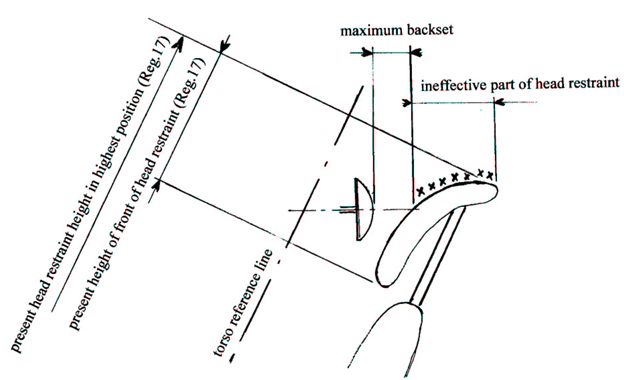 maximum backset
ineffective part of head restraint
present head restraint height in highest position (Reg.17)
present height of front of head restraint (Reg.17)
torso reference line